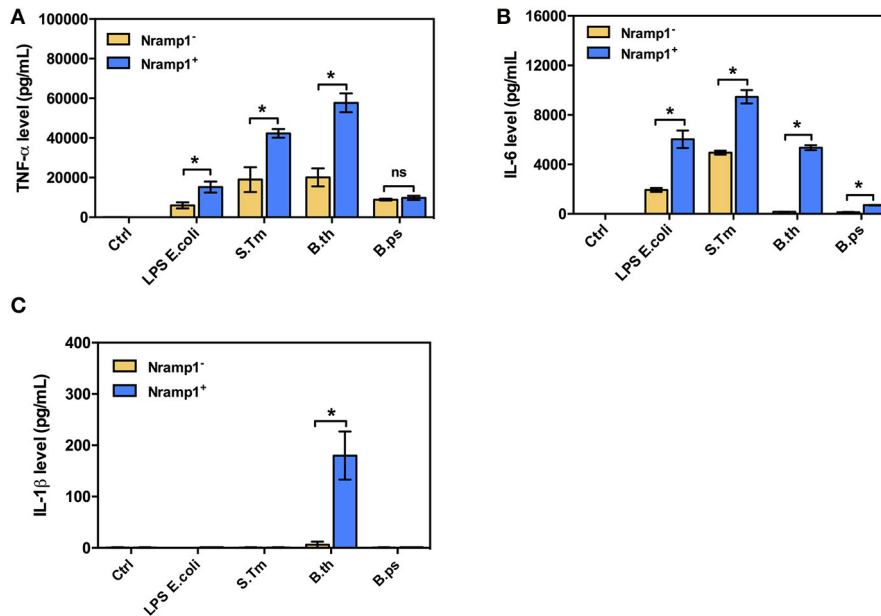 A
TNF-α level (pg/mL)
100000
80000
60000
40000
20000
0
Nramp1⁻
Nramp1⁺
*
*
*
ns
Ctrl
LPS E.coli
S.Tm
B.th
B.ps
B
IL-6 level (pg/mlL
16000
12000
8000
4000
0
Nramp1⁻
Nramp1⁺
*
*
*
*
Ctrl
LPS E.coli
S.Tm
B.th
B.ps
C
IL-1β level (pg/mL)
400
300
200
100
0
Nramp1⁻
Nramp1⁺
*
Ctrl
LPS E.coli
S.Tm
B.th
B.ps